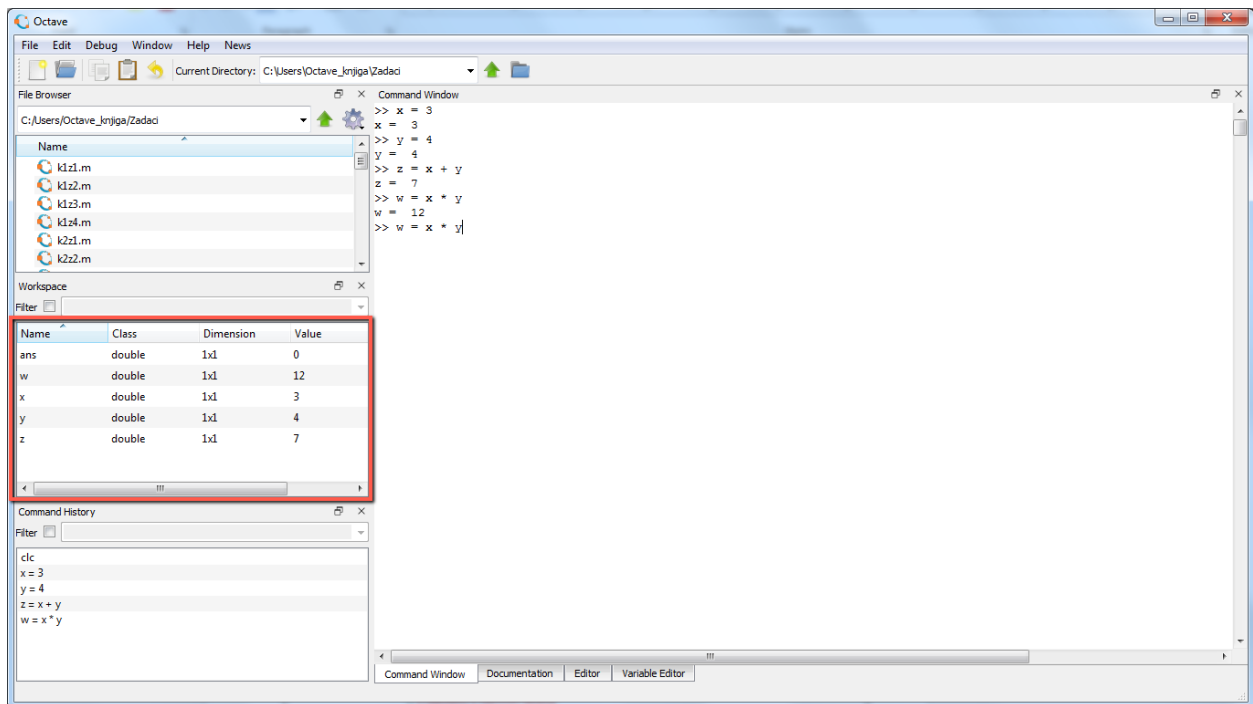 Octave
File Edit Debug Window Help News
Current Directory: C:\Users\Octave_knjiga\Zadaci
File Browser
C:/Users/Octave_knjiga/Zadaci
Name
k1z1.m
k1z2.m
k1z3.m
k1z4.m
k2z1.m
k2z2.m
Workspace
Filter
Name Class Dimension Value
ans double 1x1 0
w double 1x1 12
x double 1x1 3
y double 1x1 4
z double 1x1 7
Command History
Filter
clc
x = 3
y = 4
z = x + y
w = x * y
Command Window
>> x = 3
x = 3
>> y = 4
y = 4
>> z = x + y
z = 7
>> w = x * y
w = 12
>> w = x * y
Command Window Documentation Editor Variable Editor